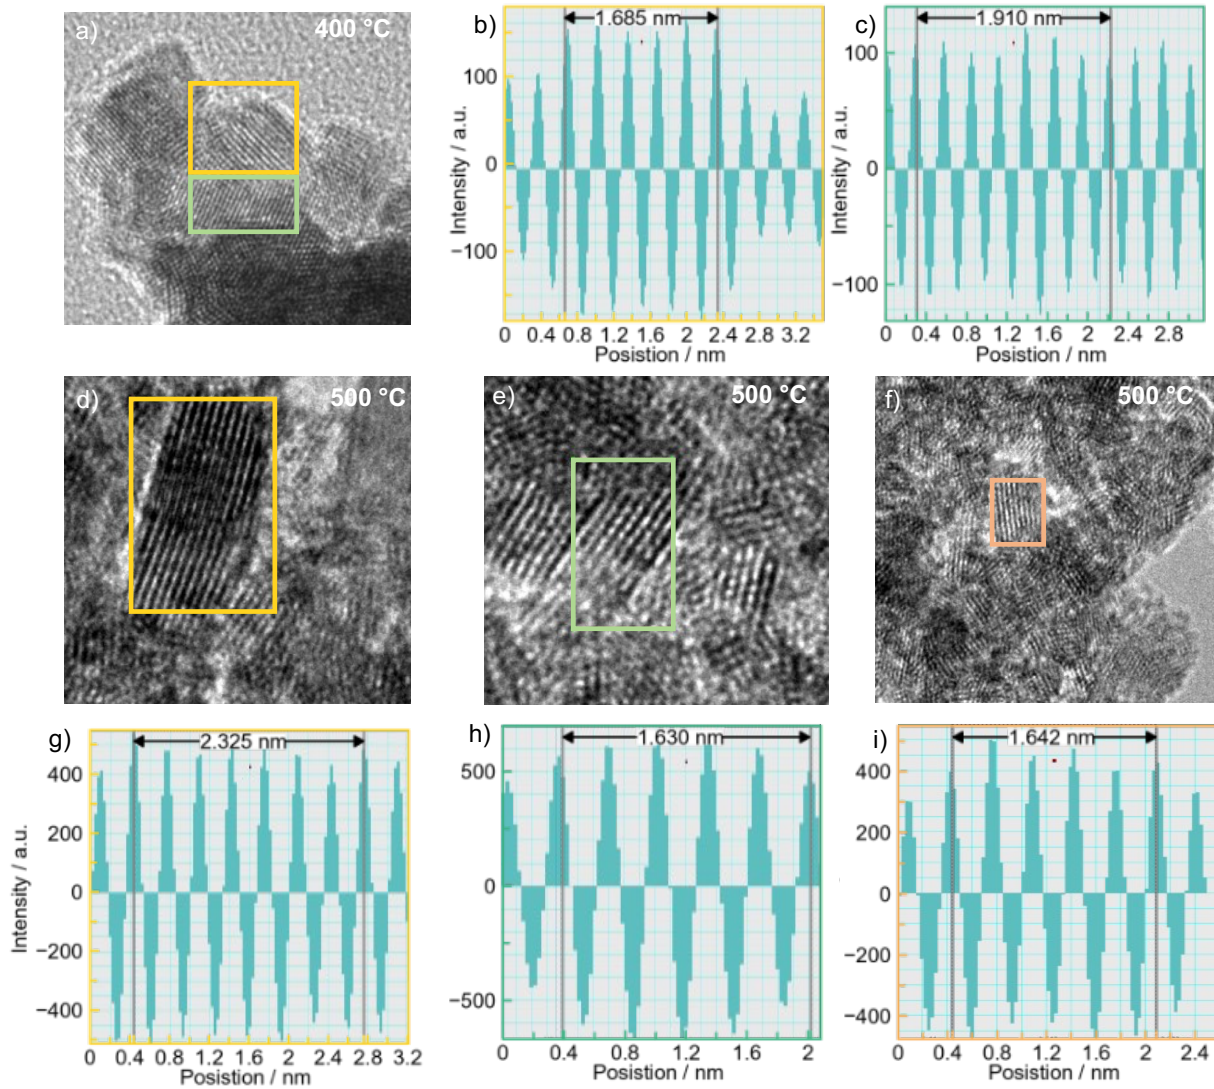 a) 400 °C
b)
1.685 nm
Intensity / a.u.
100
0
−100
0 0.4 0.8 1.2 1.6 2 2.4 2.8 3.2
Posistion / nm
c)
1.910 nm
Intensity / a.u.
100
0
−100
0 0.4 0.8 1.2 1.6 2 2.4 2.8
Posistion / nm
d) 500 °C
e) 500 °C
f) 500 °C
g)
2.325 nm
Intensity / a.u.
400
200
0
−200
−400
0 0.4 0.8 1.2 1.6 2 2.4 2.8 3.2
Posistion / nm
h)
1.630 nm
500
0
−500
0 0.4 0.8 1.2 1.6 2
Posistion / nm
i)
1.642 nm
400
200
0
−200
−400
0 0.4 0.8 1.2 1.6 2 2.4
Posistion / nm